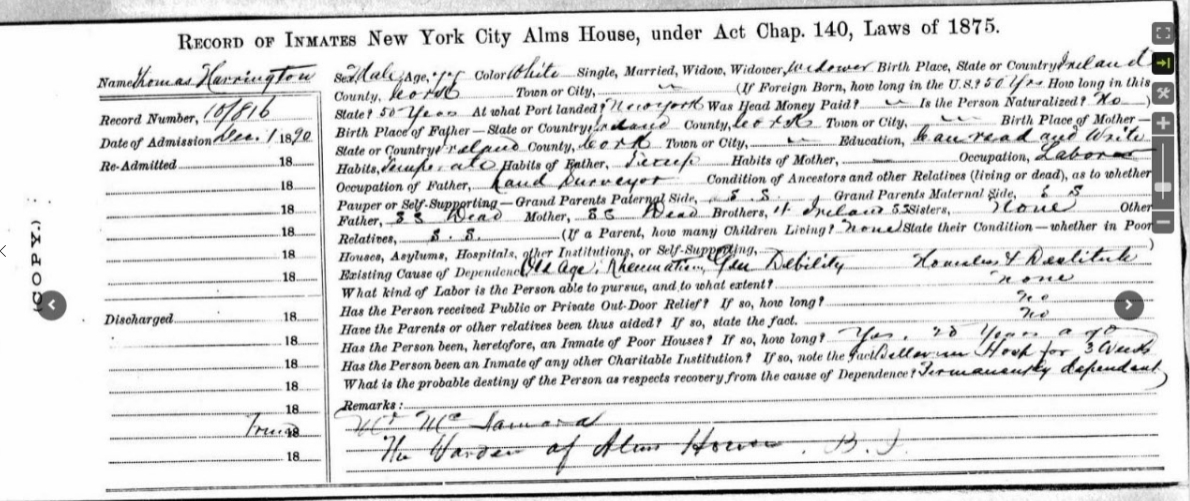 RECORD OF INMATES NEW YORK CITY ALMS HOUSE, under Act Chap. 140, Laws of 1875.
(COPY.)
Name Thomas Harrington
Record Number, 10/816
Date of Admission Dec. 1 1890
Re-Admitted 18
18
18
18
18
18
Discharged 18
18
18
18
18
18
18
Sex Male Age, 75 Color White Single, Married, Widow, Widower, Widower Birth Place, State or Country Ireland
County, Cork Town or City, (If Foreign Born, how long in the U.S.? 50 Yrs How long in this
State? 50 Years At what Port landed? New York Was Head Money Paid? Is the Person Naturalized? No )
Birth Place of Father—State or Country, Ireland County, Cork Town or City, Birth Place of Mother—
State or Country, Ireland County, Cork Town or City, Education, Can read and Write
Habits, Temperate Habits of Father, Temp Habits of Mother, Occupation, Laborer
Occupation of Father, Land Surveyor Condition of Ancestors and other Relatives (living or dead), as to whether
Pauper or Self-Supporting—Grand Parents Paternal Side, S. S. Grand Parents Maternal Side, S S
Father, S S Dead Mother, S S Dead Brothers, 4 Ireland S S Sisters, None Other
Relatives, S. S. (If a Parent, how many Children Living? None State their Condition—whether in Poor
Houses, Asylums, Hospitals, other Institutions, or Self-Supporting, )
Existing Cause of Dependence Old Age, Rheumatism, Gen Debility Homeless & Destitute
What kind of Labor is the Person able to pursue, and to what extent? None
Has the Person received Public or Private Out-Door Relief? If so, how long? No
Have the Parents or other relatives been thus aided? If so, state the fact. No
Has the Person been, heretofore, an Inmate of Poor Houses? If so, how long? Yes, 20 Years ago
Has the Person been an Inmate of any other Charitable Institution? If so, note the fact Bellevue Hosp for 3 Weeks
What is the probable destiny of the Person as respects recovery from the cause of Dependence? Permanently dependent
Remarks:
Mc
The Warden of Alms House. B. I.